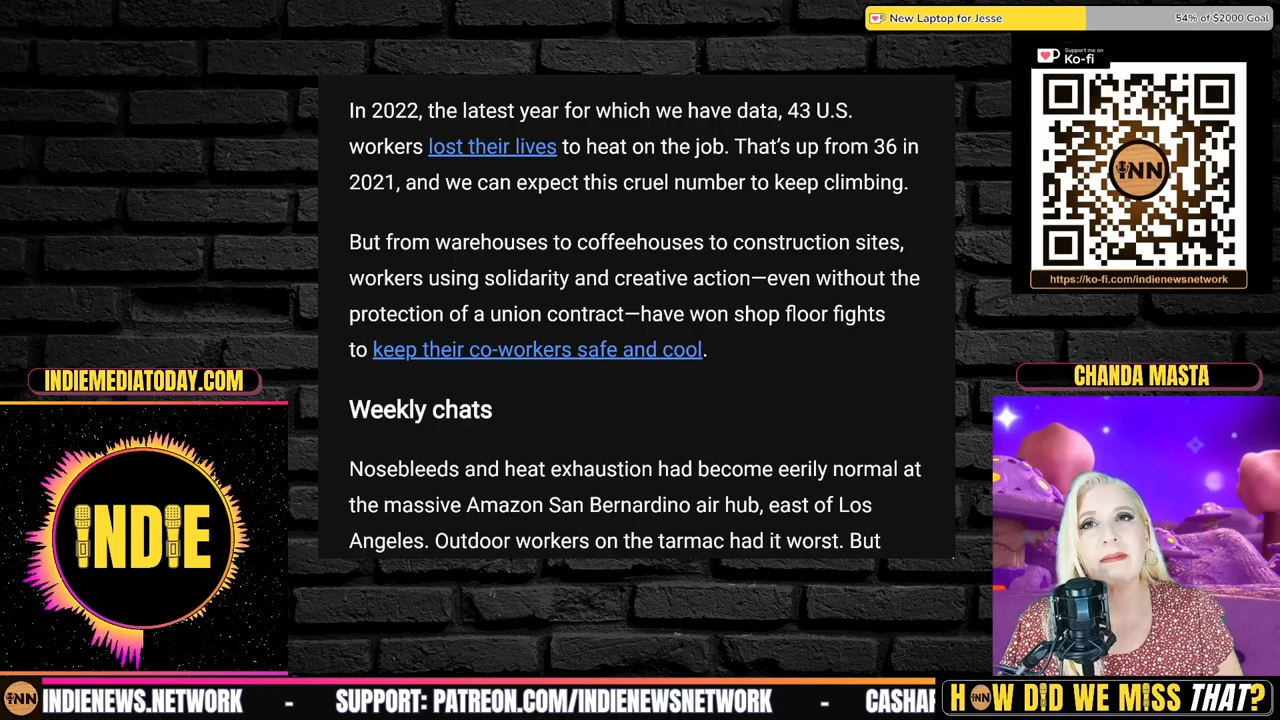 New Laptop for Jesse
54% of $2000 Goal
Support me on
Ko-fi
iNN
https://ko-fi.com/indienewsnetwork
In 2022, the latest year for which we have data, 43 U.S.
workers lost their lives to heat on the job. That’s up from 36 in
2021, and we can expect this cruel number to keep climbing.
But from warehouses to coffeehouses to construction sites,
workers using solidarity and creative action—even without the
protection of a union contract—have won shop floor fights
to keep their co-workers safe and cool.
Weekly chats
Nosebleeds and heat exhaustion had become eerily normal at
the massive Amazon San Bernardino air hub, east of Los
Angeles. Outdoor workers on the tarmac had it worst. But
INDIEMEDIATODAY.COM
INDIE
CHANDA MASTA
iNN INDIENEWS.NETWORK - SUPPORT: PATREON.COM/INDIENEWSNETWORK - CASHAP
HOW DID WE MISS THAT?